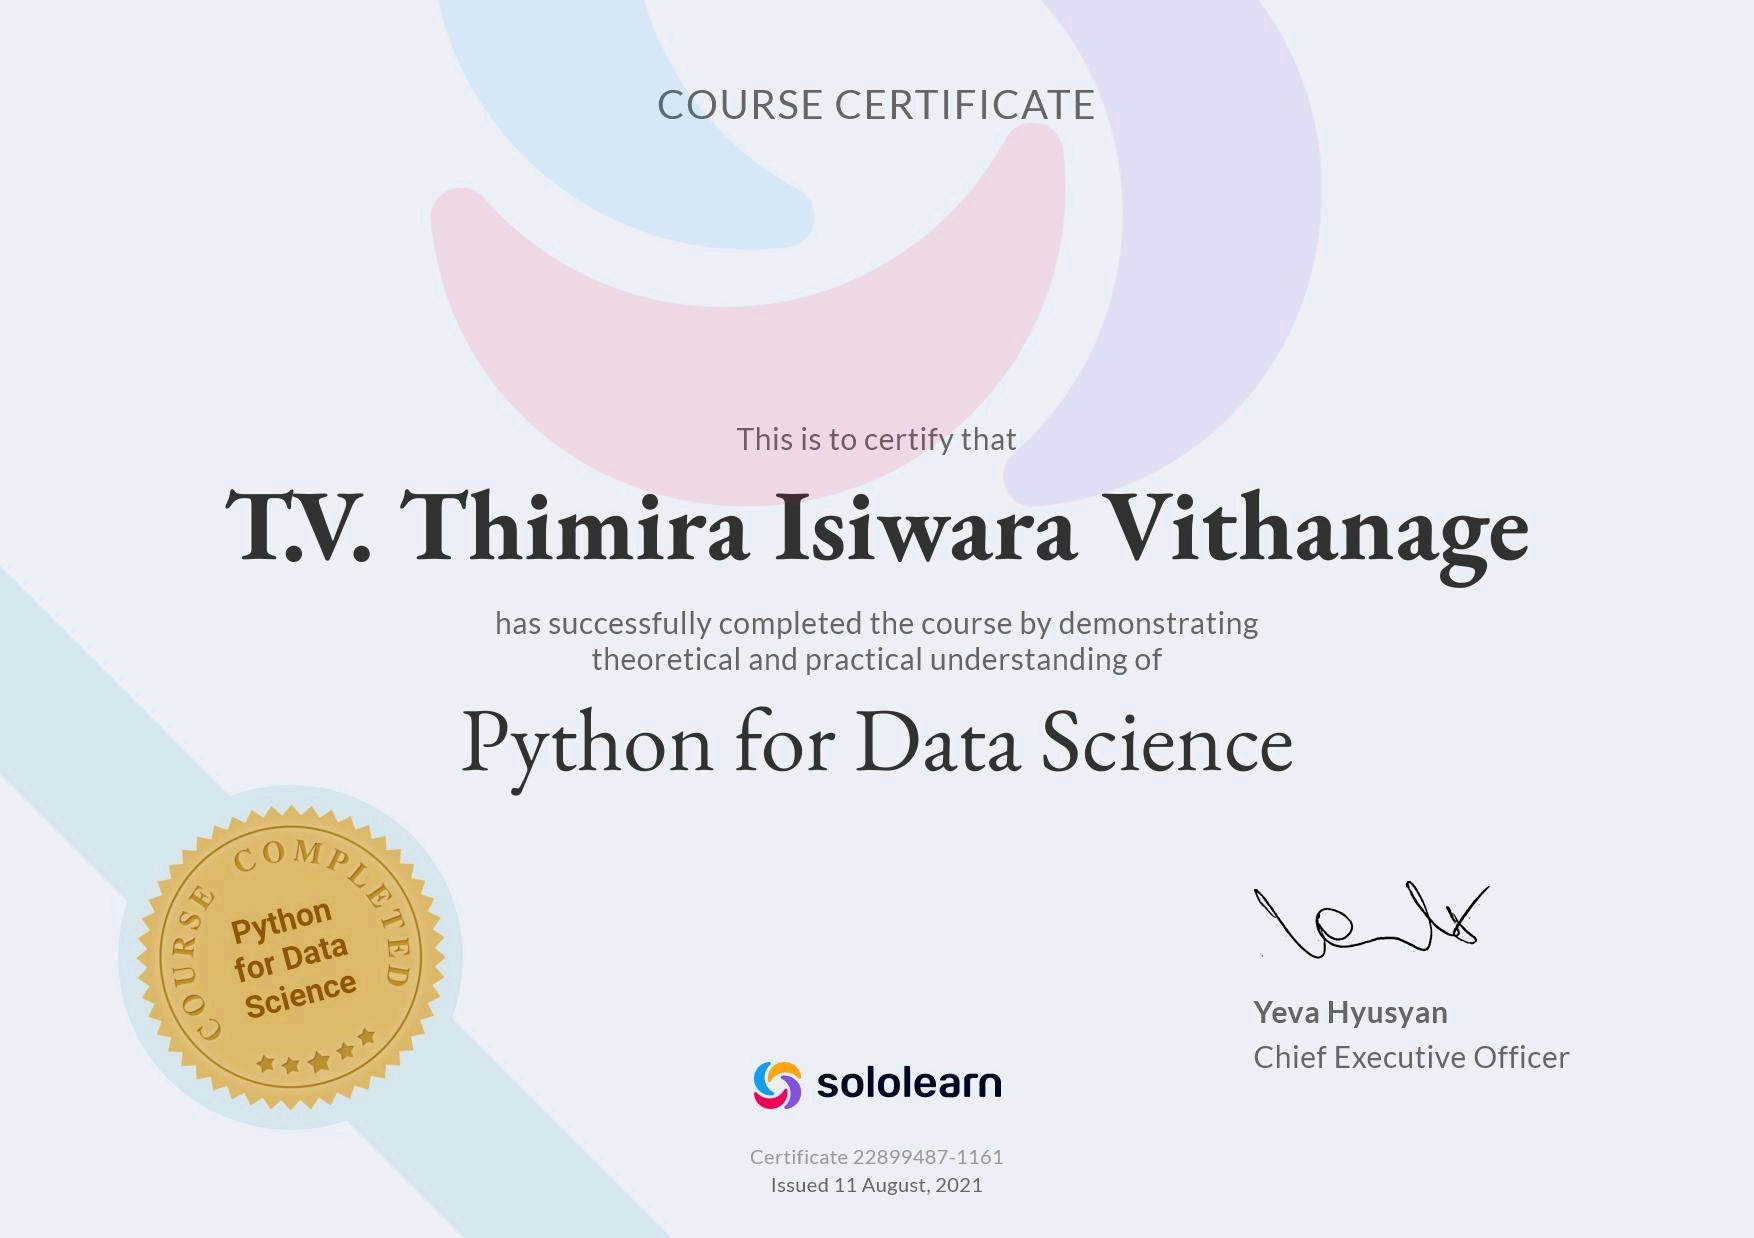 COURSE CERTIFICATE
This is to certify that
T.V. Thimira Isiwara Vithanage
has successfully completed the course by demonstrating
theoretical and practical understanding of
Python for Data Science
COURSE COMPLETED
Python
for Data
Science
Yeva Hyusyan
Chief Executive Officer
sololearn
Certificate 22899487-1161
Issued 11 August, 2021